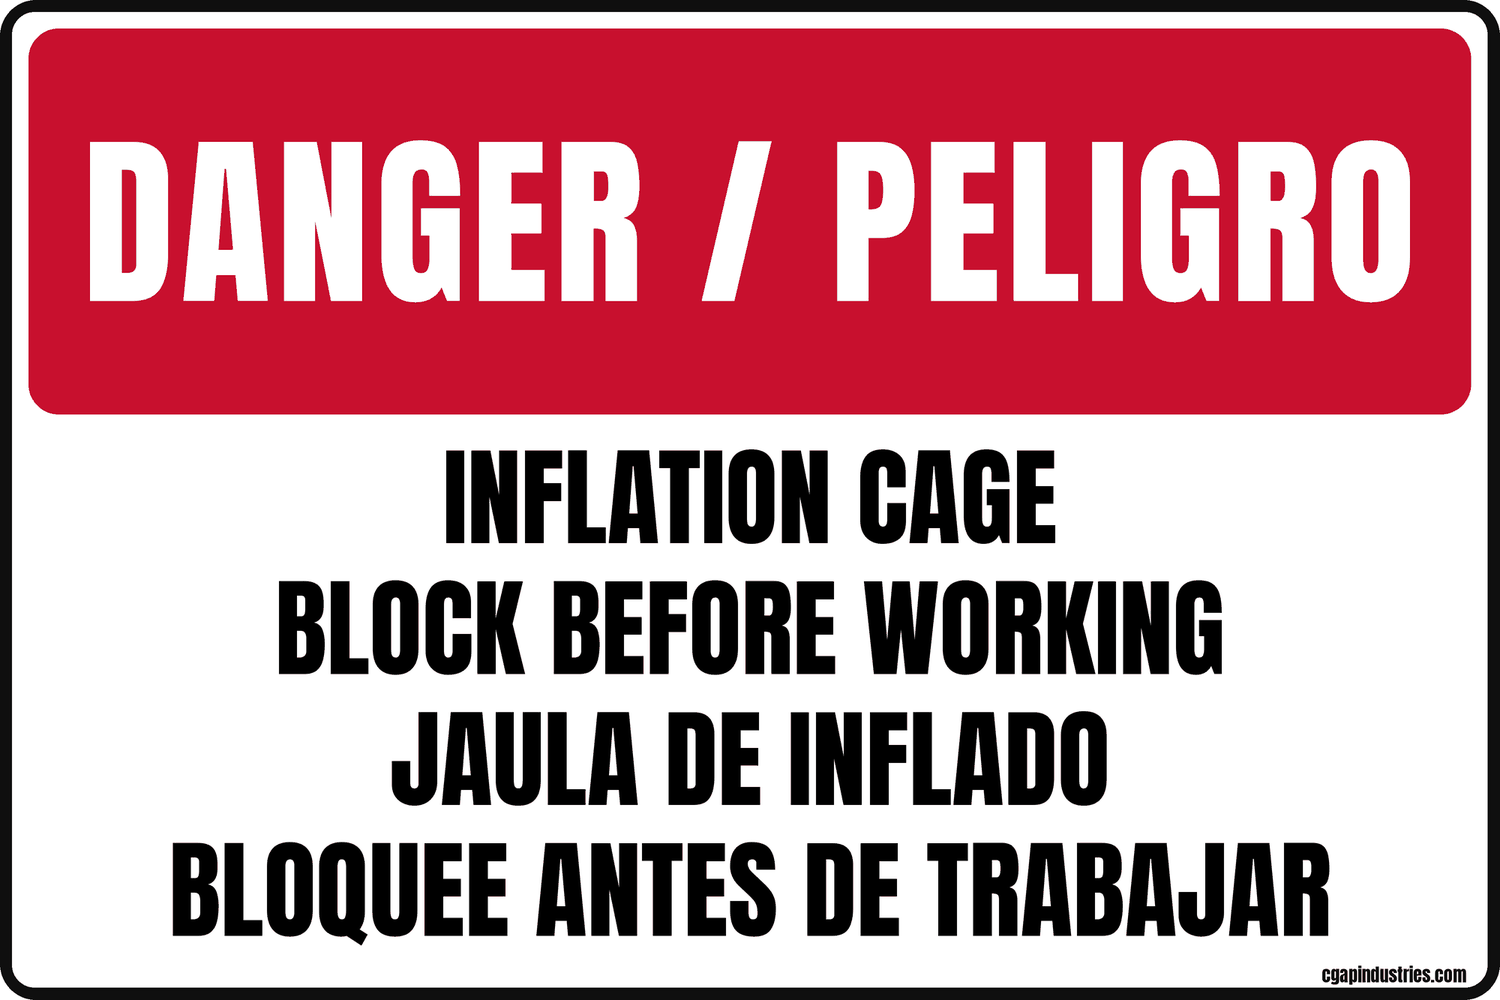 DANGER / PELIGRO
INFLATION CAGE
BLOCK BEFORE WORKING
JAULA DE INFLADO
BLOQUEE ANTES DE TRABAJAR
cgapindustries.com